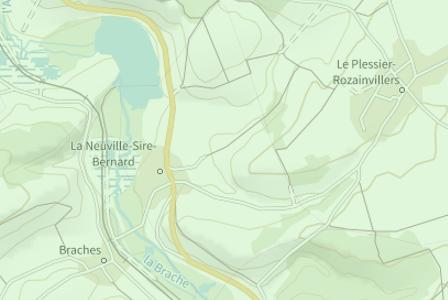 l'A
Le Plessier-
Rozainvillers
La Neuville-Sire-
Bernard
Braches
la Brache